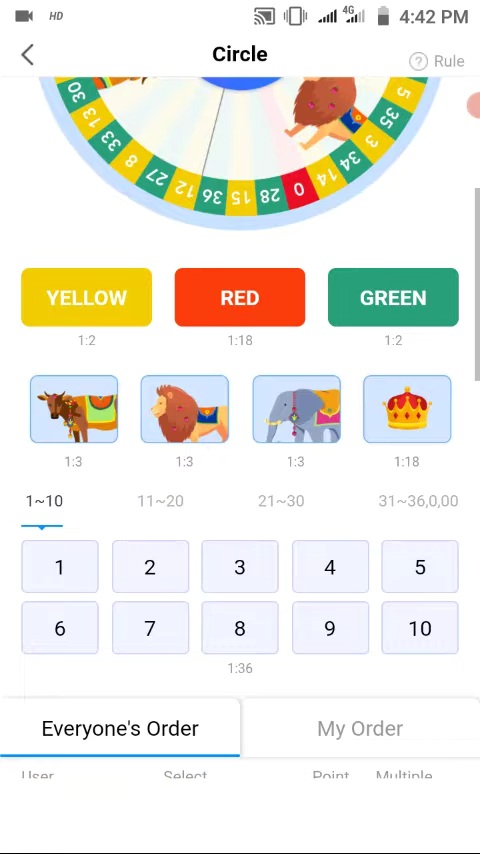 HD 4G 4:42 PM
Circle
? Rule
30 13 33 8 27 12 36 15 28 0 14 34 3 35 5
YELLOW RED GREEN
1:2 1:18 1:2
1:3 1:3 1:3 1:18
1~10 11~20 21~30 31~36,0,00
1 2 3 4 5
6 7 8 9 10
1:36
Everyone's Order My Order
User Select Point Multiple